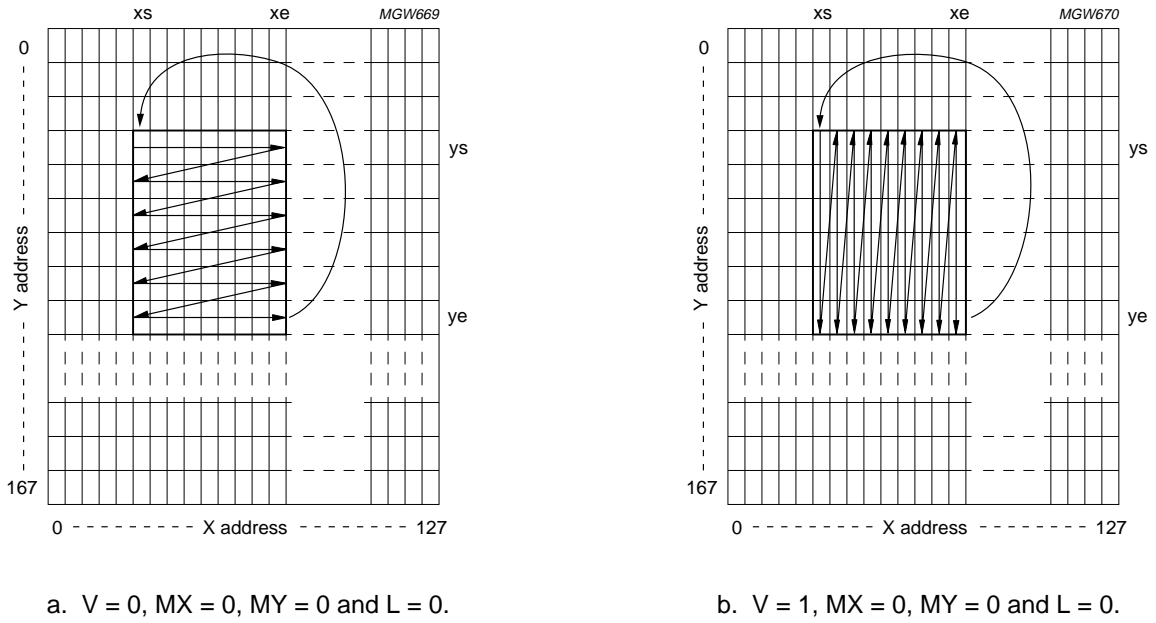 xs xe MGW669
0
ys
Y address
ye
167
0 X address 127
a. V = 0, MX = 0, MY = 0 and L = 0.
xs xe MGW670
0
ys
Y address
ye
167
0 X address 127
b. V = 1, MX = 0, MY = 0 and L = 0.